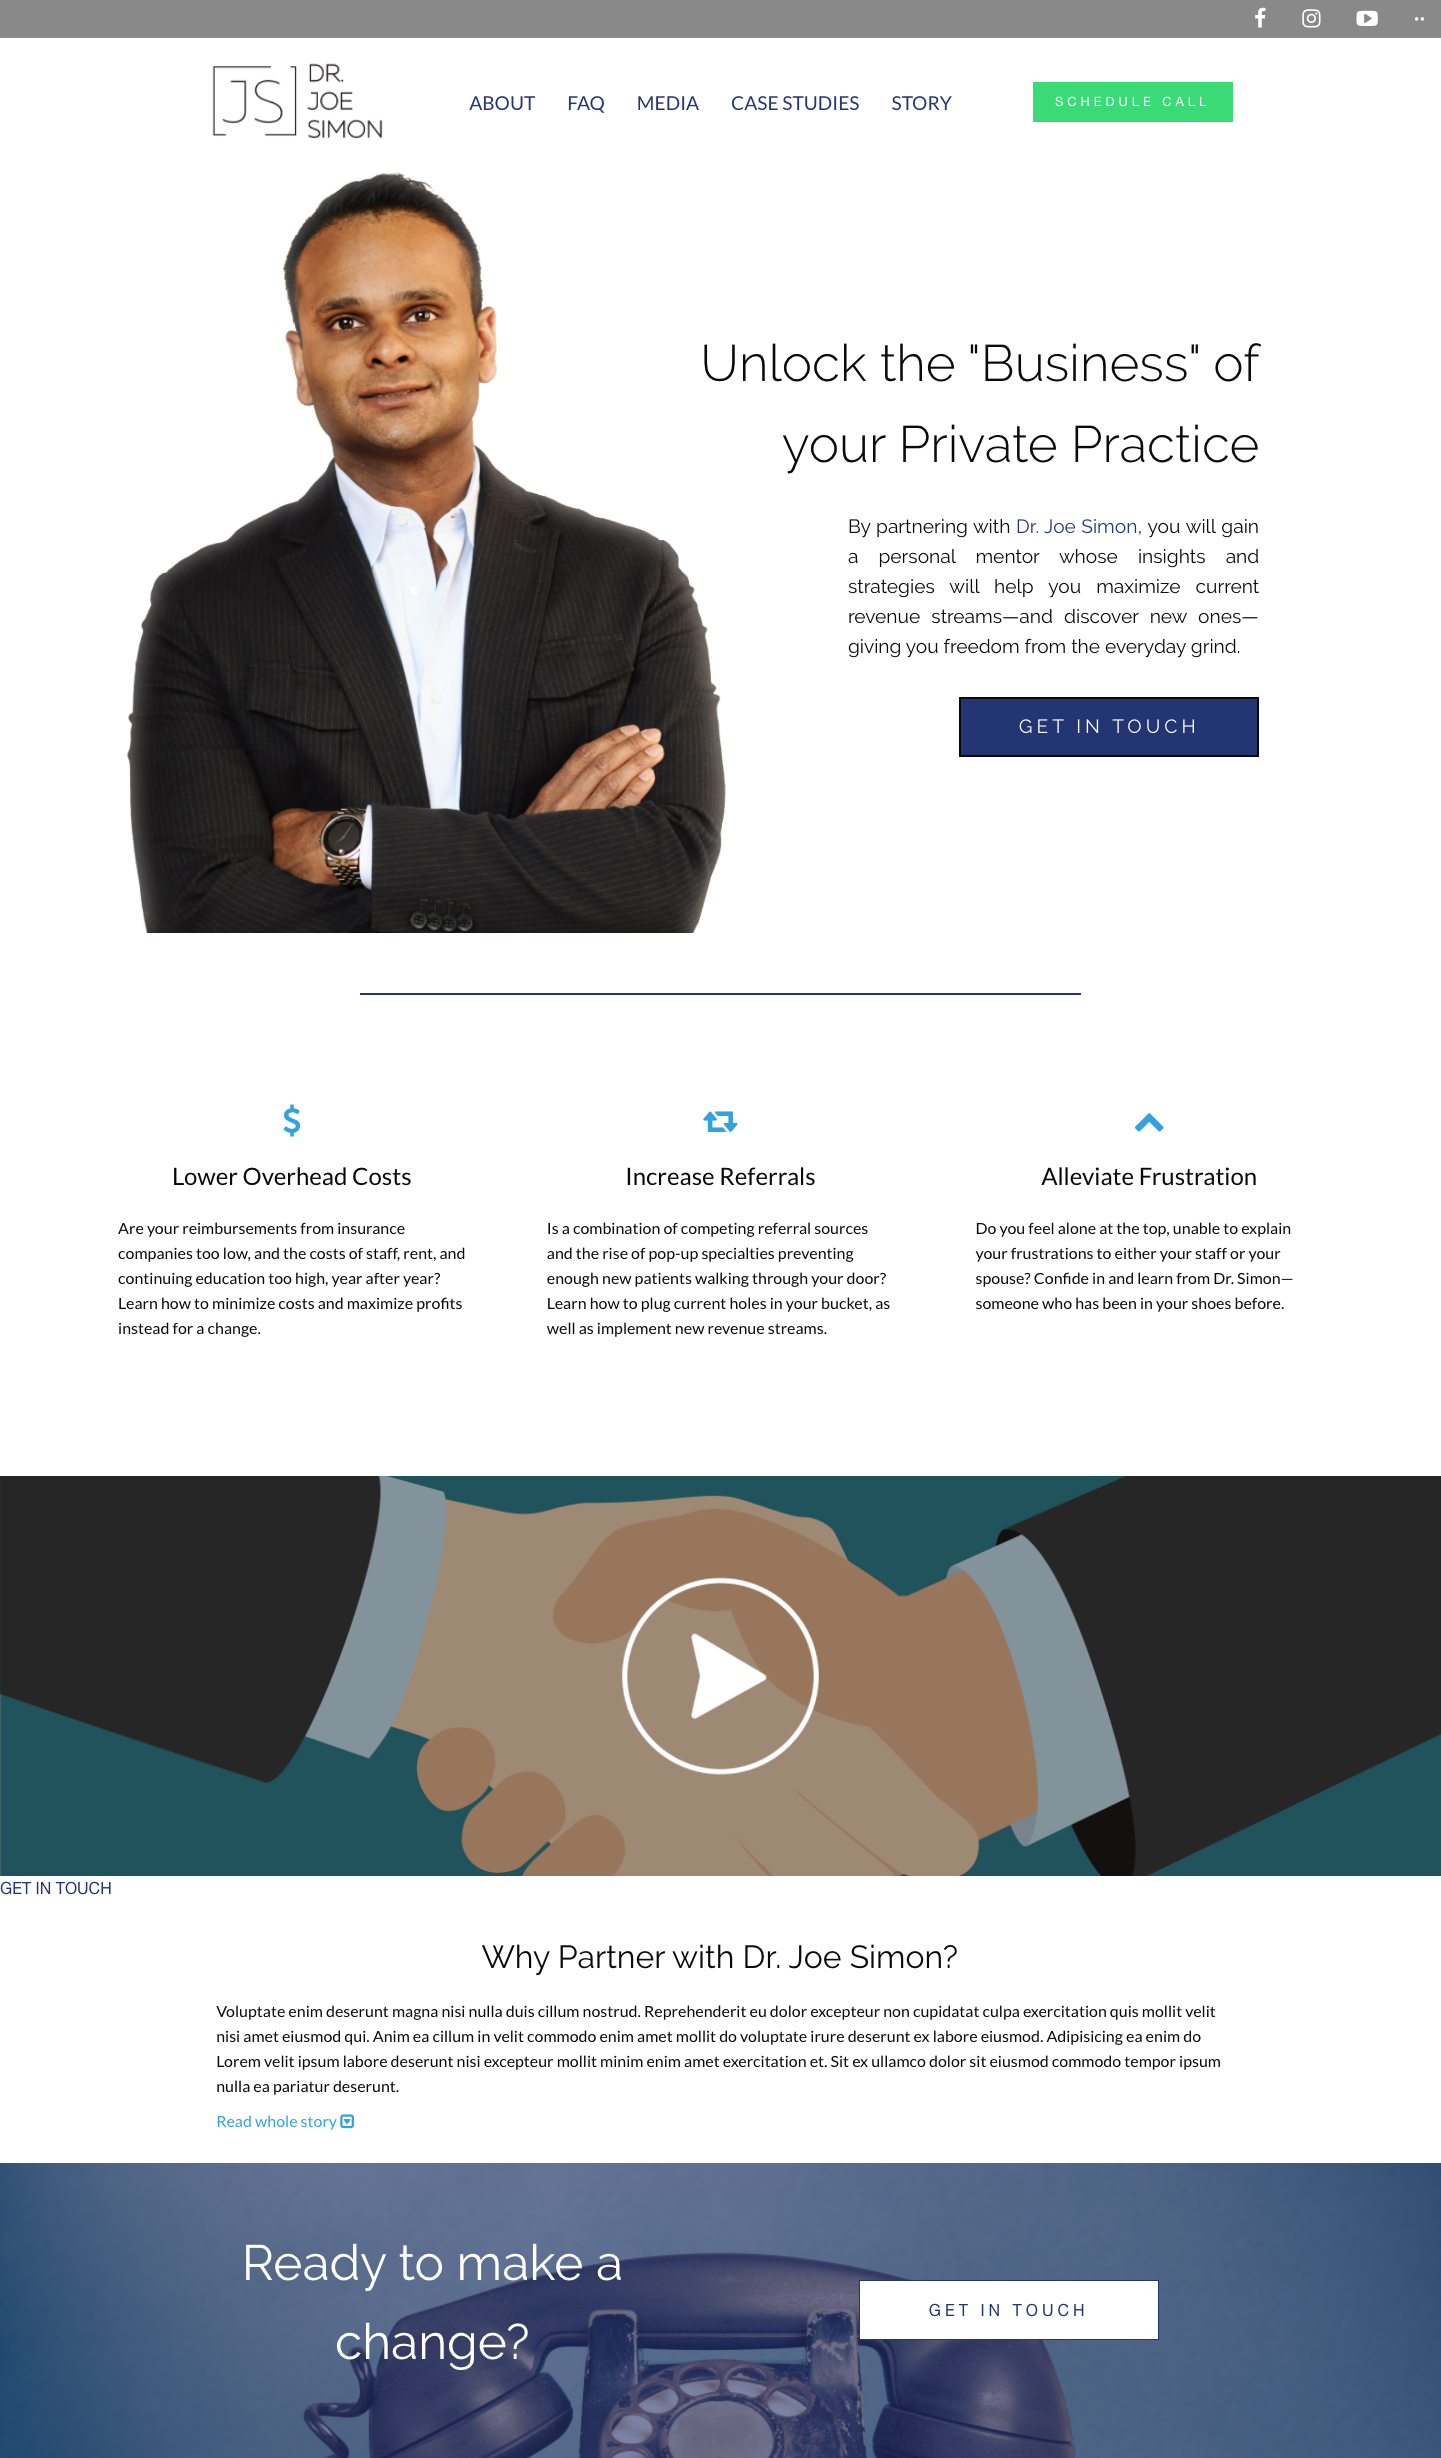 JS
DR.
JOE
SIMON
ABOUT FAQ MEDIA CASE STUDIES STORY
SCHEDULE CALL
Unlock the "Business" of
your Private Practice
By partnering with Dr. Joe Simon, you will gain
a personal mentor whose insights and
strategies will help you maximize current
revenue streams—and discover new ones—
giving you freedom from the everyday grind.
GET IN TOUCH
Lower Overhead Costs
Are your reimbursements from insurance
companies too low, and the costs of staff, rent, and
continuing education too high, year after year?
Learn how to minimize costs and maximize profits
instead for a change.
Increase Referrals
Is a combination of competing referral sources
and the rise of pop-up specialties preventing
enough new patients walking through your door?
Learn how to plug current holes in your bucket, as
well as implement new revenue streams.
Alleviate Frustration
Do you feel alone at the top, unable to explain
your frustrations to either your staff or your
spouse? Confide in and learn from Dr. Simon—
someone who has been in your shoes before.
GET IN TOUCH
Why Partner with Dr. Joe Simon?
Voluptate enim deserunt magna nisi nulla duis cillum nostrud. Reprehenderit eu dolor excepteur non cupidatat culpa exercitation quis mollit velit
nisi amet eiusmod qui. Anim ea cillum in velit commodo enim amet mollit do voluptate irure deserunt ex labore eiusmod. Adipisicing ea enim do
Lorem velit ipsum labore deserunt nisi excepteur mollit minim enim amet exercitation et. Sit ex ullamco dolor sit eiusmod commodo tempor ipsum
nulla ea pariatur deserunt.
Read whole story
Ready to make a
change?
GET IN TOUCH